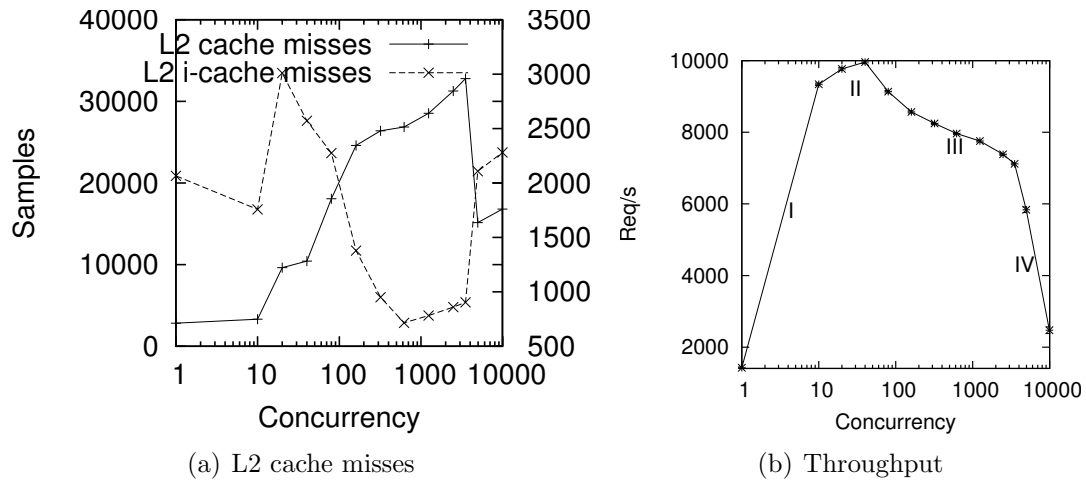 40000
30000
20000
10000
0
Samples
L2 cache misses
L2 i-cache misses
3500
3000
2500
2000
1500
1000
500
1 10 100 1000 10000
Concurrency
(a) L2 cache misses
10000
8000
6000
4000
2000
Req/s
I
II
III
IV
1 10 100 1000 10000
Concurrency
(b) Throughput